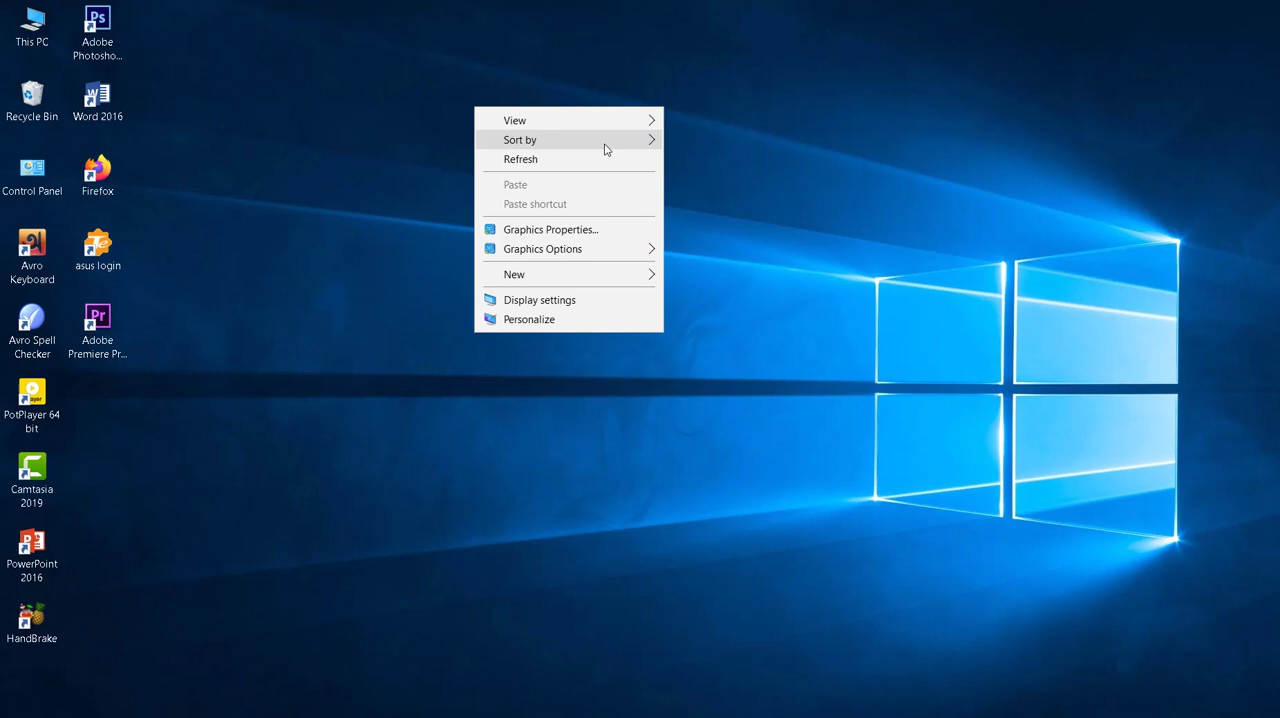 This PC
Adobe
Photosho...
Recycle Bin
Word 2016
Control Panel
Firefox
Avro
Keyboard
asus login
Avro Spell
Checker
Adobe
Premiere Pr...
PotPlayer 64
bit
Camtasia
2019
PowerPoint
2016
HandBrake
View
Sort by
Refresh
Paste
Paste shortcut
Graphics Properties...
Graphics Options
New
Display settings
Personalize